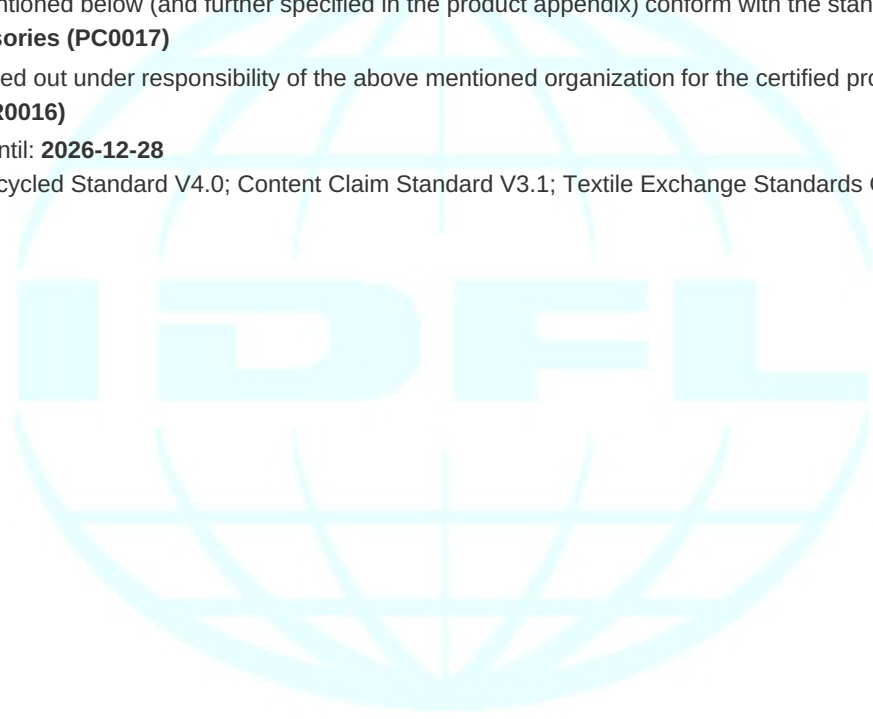 ntioned below (and further specified in the product appendix) conform with the stan
sories (PC0017)
ed out under responsibility of the above mentioned organization for the certified pro
R0016)
ntil: 2026-12-28
cycled Standard V4.0; Content Claim Standard V3.1; Textile Exchange Standards
IDFL